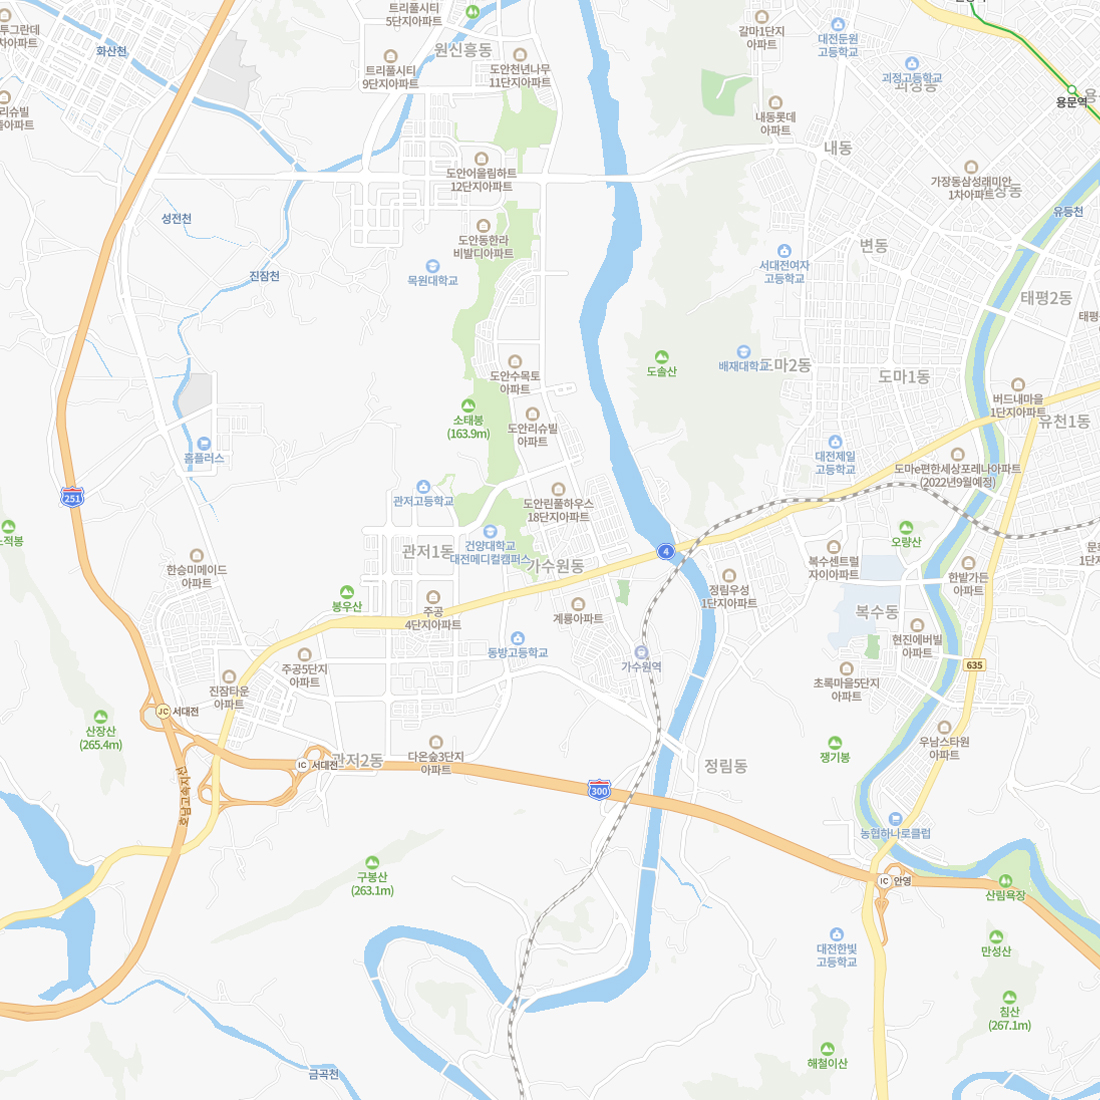 트리풀시티
5단지아파트
화산천
원신흥동
갈마1단지
아파트
대전둔원
고등학교
트리풀시티
9단지아파트
도안천년나무
11단지아파트
괴정고등학교
괴정동
용문역
리슈빌
내동롯데
아파트
내동
도안어울림하트
12단지아파트
가장동삼성래미안
1차아파트
성전천
유등천
도안동한라
비발디아파트
변동
서대전여자
고등학교
진잠천
목원대학교
태평2동
도솔산
배재대학교
도마2동
도마1동
도안수목토
아파트
버드내마을
1단지아파트
소태봉
(163.9m)
도안리슈빌
아파트
유천1동
홈플러스
대전제일
고등학교
도마e편한세상포레나아파트
(2022년9월예정)
251
관저고등학교
도안린풀하우스
18단지아파트
오량산
건양대학교
대전메디컬캠퍼스
관저1동
가수원동
4
한승미메이드
아파트
복수센트럴
자이아파트
한밭가든
아파트
정림우성
1단지아파트
봉우산
주공
4단지아파트
계룡아파트
복수동
현진에버빌
아파트
동방고등학교
가수원역
635
주공5단지
아파트
진잠타운
아파트
초록마을5단지
아파트
JC 서대전
산장산
(265.4m)
우남스타원
아파트
쟁기봉
IC 서대전
관저2동
다온숲3단지
아파트
정림동
호남고속지선
300
농협하나로클럽
구봉산
(263.1m)
IC 안영
산림욕장
대전한빛
고등학교
만성산
침산
(267.1m)
해철이산
금곡천